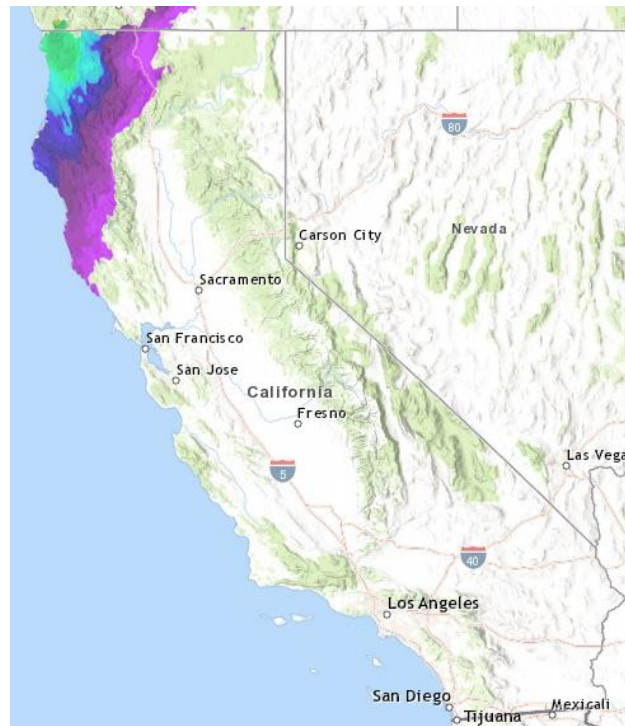 80
Nevada
Carson City
Sacramento
San Francisco
San Jose
California
Fresno
Las Vega
5
40
Los Angeles
San Diego
Tijuana
Mexicali